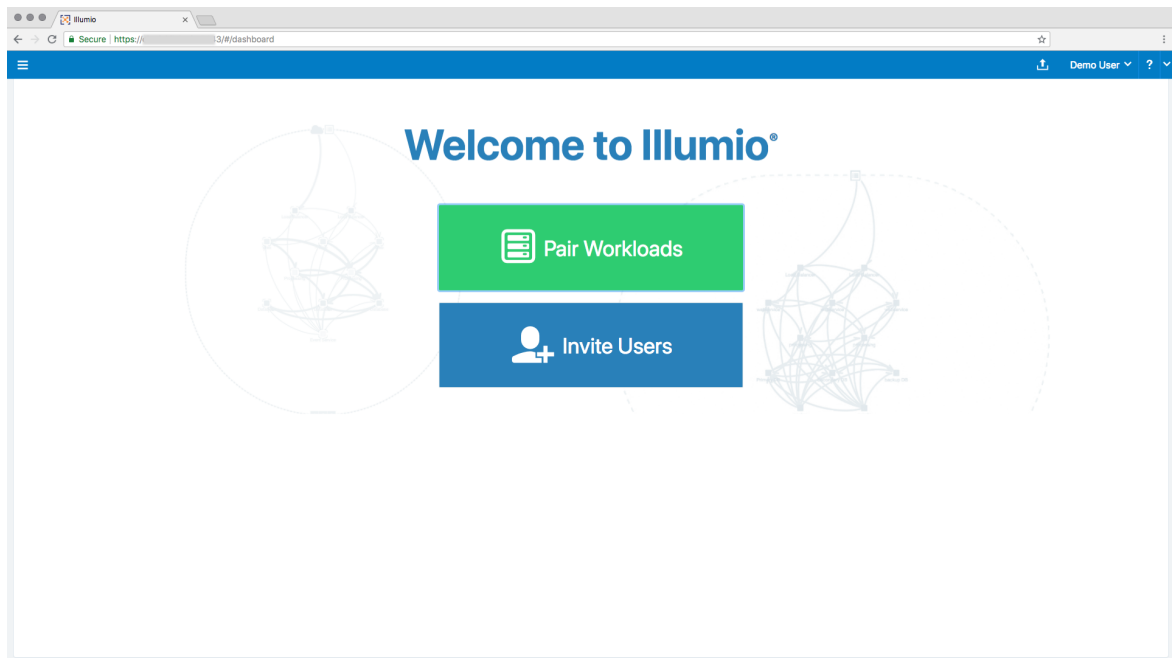 Illumio
Secure | https:// .3/#/dashboard
Demo User ?
Welcome to Illumio®
Pair Workloads
Invite Users